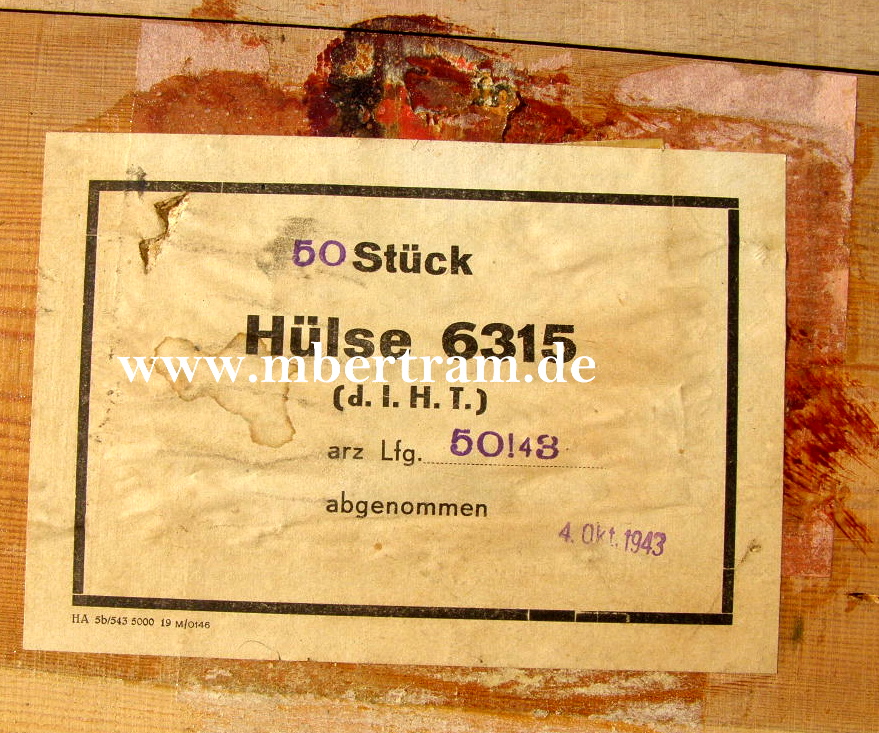 50 Stück
Hülse 6315
www.mbertram.de
(d. I. H. T.)
arz Lfg. 50!43
abgenommen
4. Okt. 1943
HA 5b/543 5000 19 M/0146